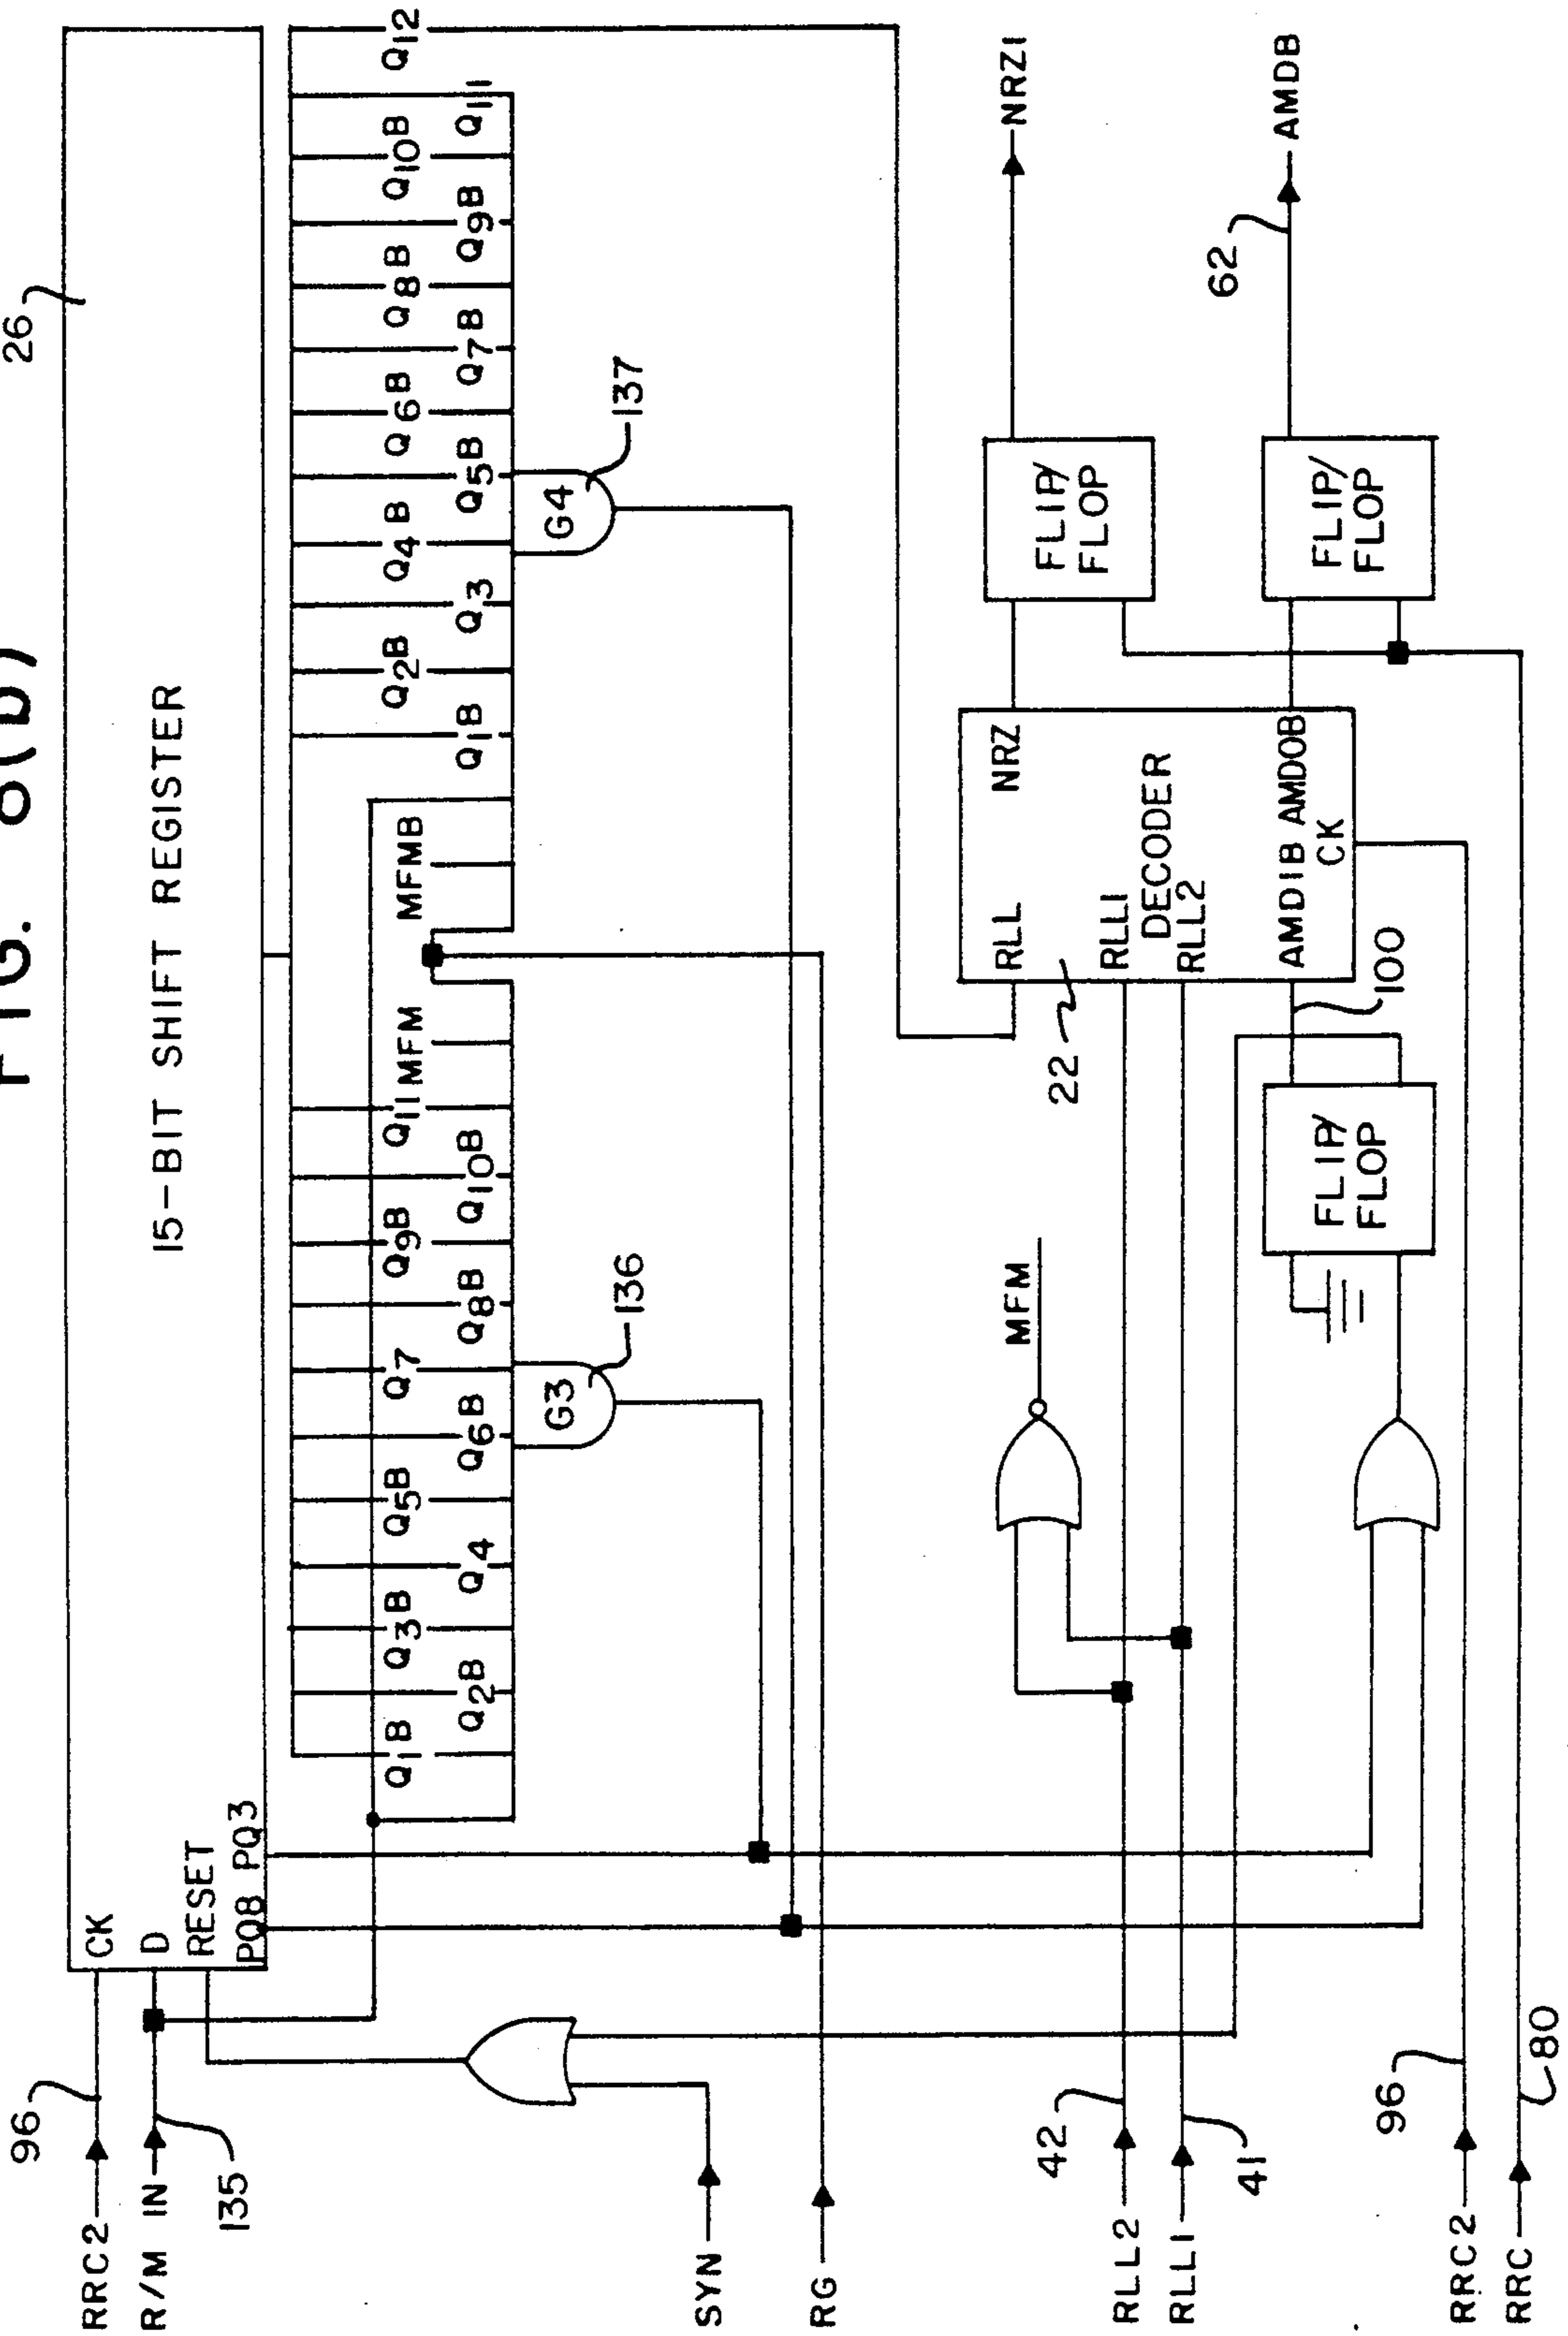 FIG. 8(b)
26
15-BIT SHIFT REGISTER
CK
D
RESET
PQ8 PQ3
96
RRC2
R/M IN
135
Q1B Q3B Q5B Q7 Q9B Q11 MFM MFMB Q2B Q4B Q6B Q8B Q10B Q12
Q2B Q4 Q6B Q8B Q10B Q1B Q3 Q5B Q7B Q9B Q11
G3
136
G4
137
SYN
RG
MFM
RLL NRZ
RLL1
DECODER
RLL2
AMDIB AMDOB
CK
22
100
FLIP/
FLOP
FLIP/
FLOP
FLIP/
FLOP
NRZ1
62
AMDB
42
RLL2
RLL1
41
96
RRC2
RRC
80